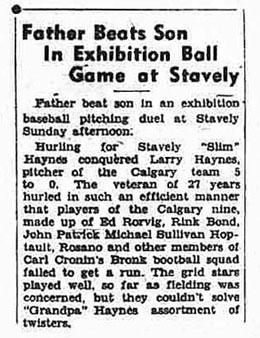 Father Beats Son
In Exhibition Ball
Game at Stavely
Father beat son in an exhibition
baseball pitching duel at Stavely
Sunday afternoon.
Hurling for Stavely "Slim"
Haynes conquered Larry Haynes,
pitcher of the Calgary team 5
to 0. The veteran of 27 years
hurled in such an efficient manner
that players of the Calgary nine,
made up of Ed Rorvig, Rink Bond,
John Patrick Michael Sullivan Hop-
tault, Rosano and other members of
Carl Cronin's Bronk bootball squad
failed to get a run. The grid stars
played well, so far as fielding was
concerned, but they couldn't solve
"Grandpa" Haynes assortment of
twisters.